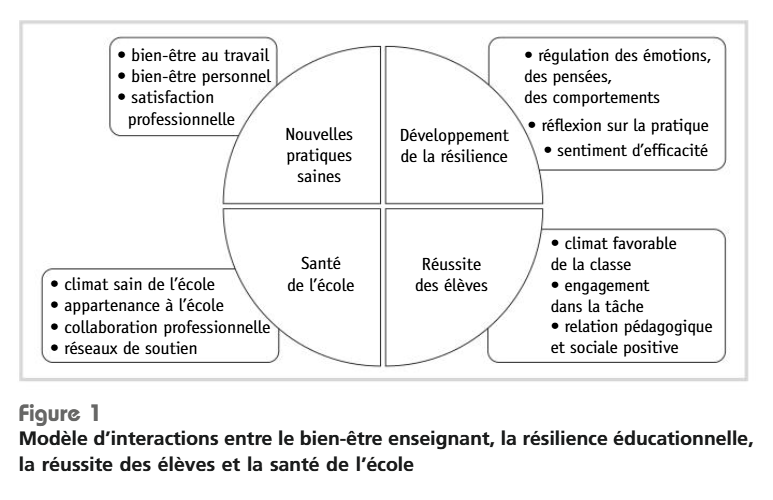 • bien-être au travail
• bien-être personnel
• satisfaction
professionnelle
Nouvelles
pratiques
saines
• régulation des émotions,
des pensées,
des comportements
• réflexion sur la pratique
• sentiment d’efficacité
Développement
de la résilience
Santé
de l’école
• climat sain de l’école
• appartenance à l’école
• collaboration professionnelle
• réseaux de soutien
Réussite
des élèves
• climat favorable
de la classe
• engagement
dans la tâche
• relation pédagogique
et sociale positive
Figure 1
Modèle d’interactions entre le bien-être enseignant, la résilience éducationnelle,
la réussite des élèves et la santé de l’école